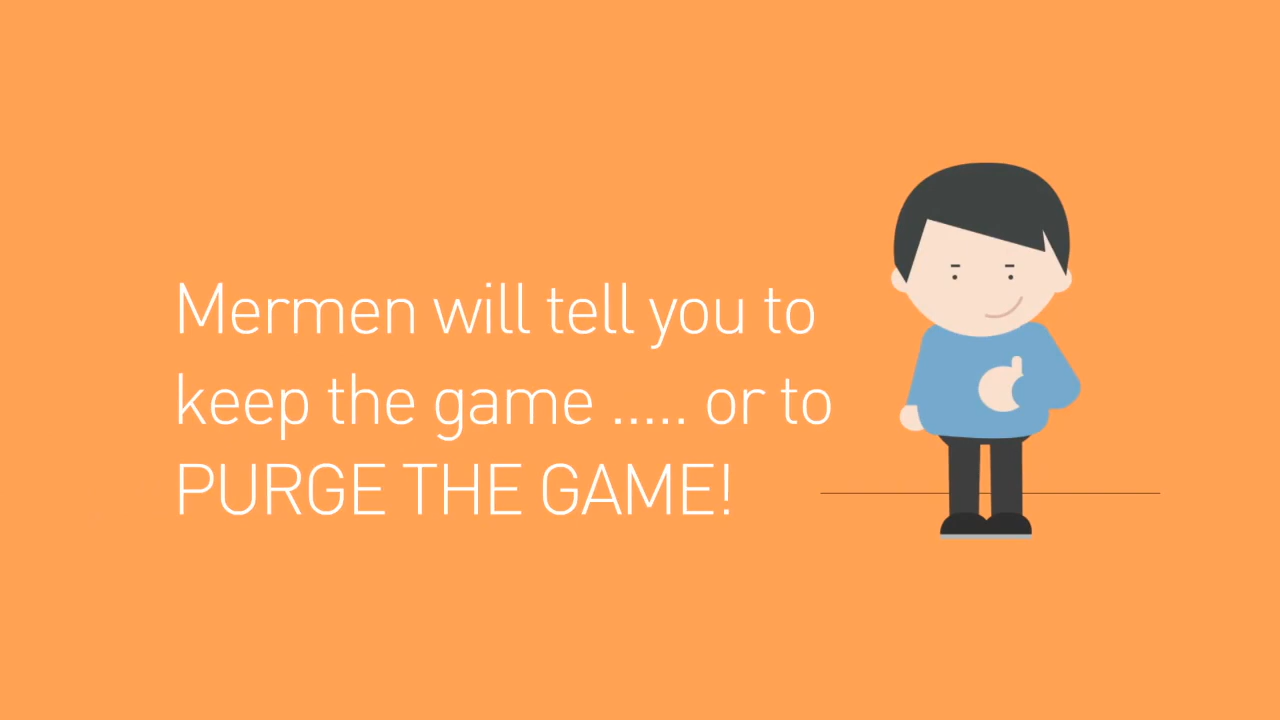 Mermen will tell you to
keep the game ..... or to
PURGE THE GAME!